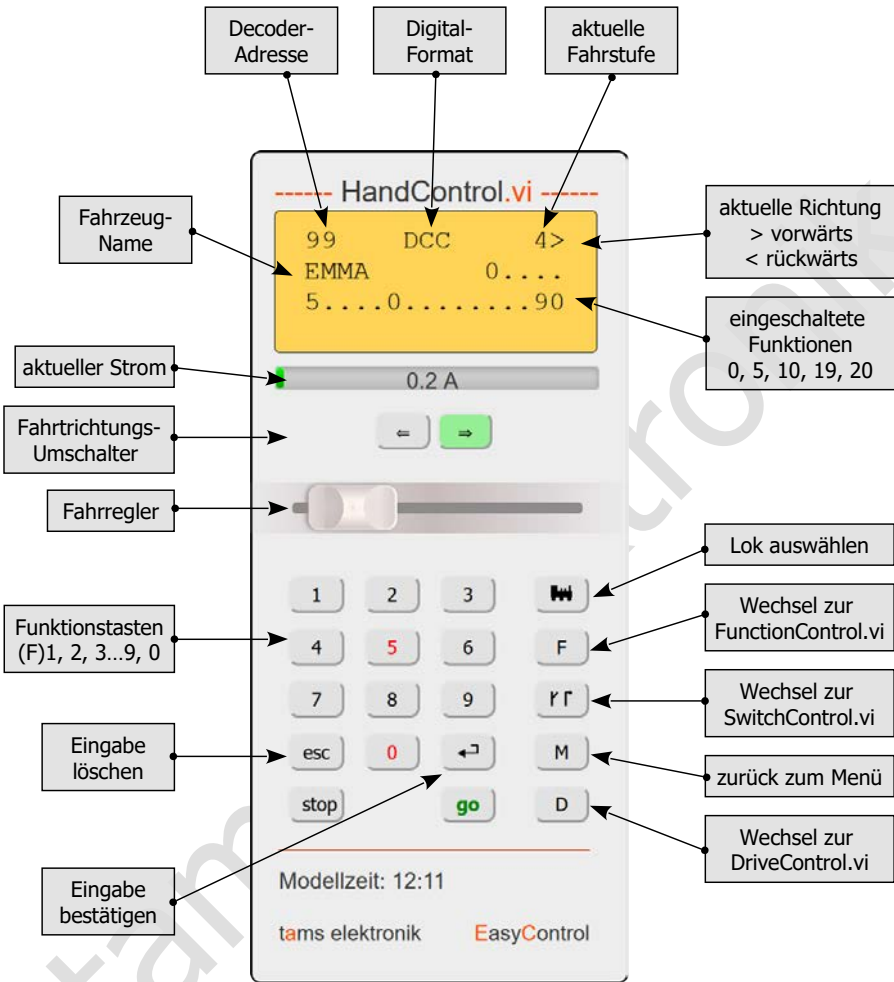 Decoder-
Adresse
Digital-
Format
aktuelle
Fahrstufe
------ HandControl.vi ------
Fahrzeug-
Name
99 DCC 4>
EMMA 0....
5....0........90
aktuelle Richtung
> vorwärts
< rückwärts
eingeschaltete
Funktionen
0, 5, 10, 19, 20
aktueller Strom
0.2 A
Fahrtrichtungs-
Umschalter
⇐ ⇒
Fahrregler
Lok auswählen
1 2 3
Funktionstasten
(F)1, 2, 3...9, 0
4 5 6 F
Wechsel zur
FunctionControl.vi
7 8 9
Wechsel zur
SwitchControl.vi
Eingabe
löschen
esc 0 ↵ M
zurück zum Menü
stop go D
Wechsel zur
DriveControl.vi
Eingabe
bestätigen
Modellzeit: 12:11
tams elektronik EasyControl